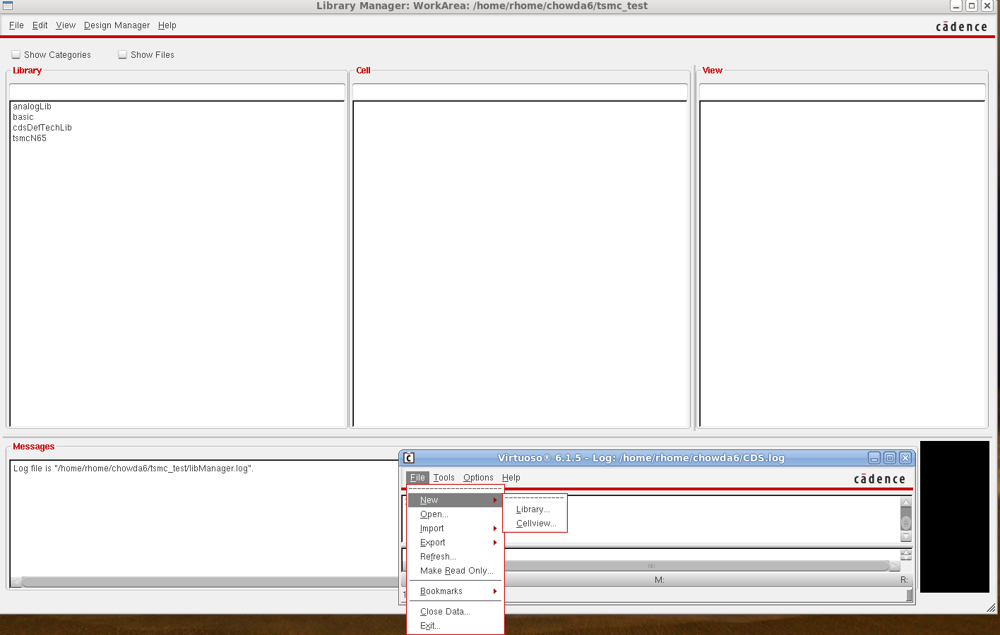 Library Manager: WorkArea: /home/rhome/chowda6/tsmc_test
File Edit View Design Manager Help
cādence
Show Categories Show Files
Library
Cell
View
analogLib
basic
cdsDefTechLib
tsmcN65
Messages
Log file is "/home/rhome/chowda6/tsmc_test/libManager.log".
Virtuoso® 6.1.5 - Log: /home/rhome/chowda6/CDS.log
File Tools Options Help
cādence
New
Library...
Cellview...
Open...
Import
Export
Refresh...
Make Read Only...
M:
R:
Bookmarks
Close Data...
Exit...